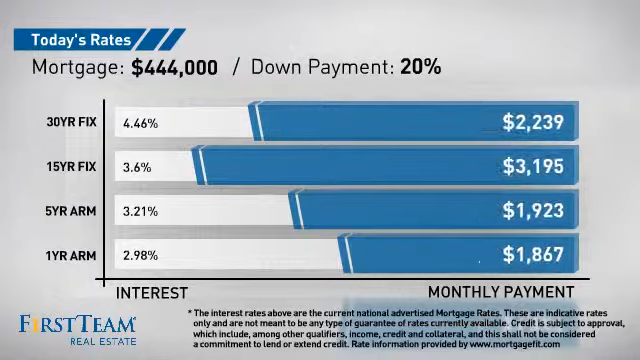 Today's Rates
Mortgage: $444,000 / Down Payment: 20%
30YR FIX 4.46% $2,239
15YR FIX 3.6% $3,195
5YR ARM 3.21% $1,923
1YR ARM 2.98% $1,867
INTEREST MONTHLY PAYMENT
FIRSTTEAM®
REAL ESTATE
* The interest rates above are the current national advertised Mortgage Rates. These are indicative rates
only and are not meant to be any type of guarantee of rates currently available. Credit is subject to approval,
which include, among other qualifiers, income, credit and collateral, and this shall not be considered
a commitment to lend or extend credit. Rate information provided by www.mortgagefit.com